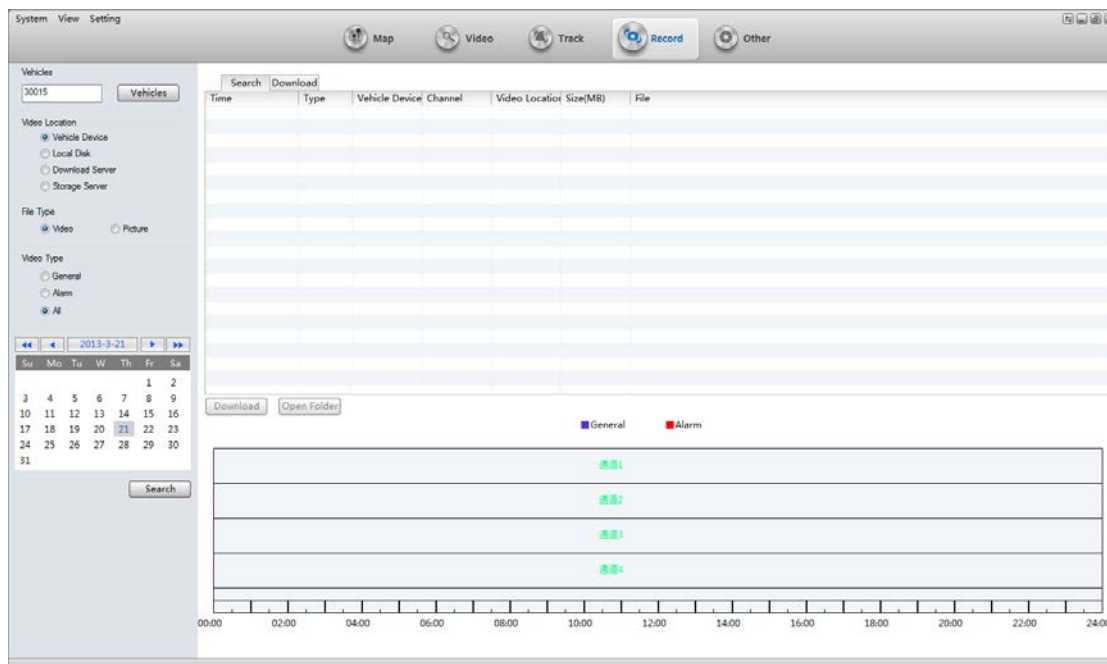 System View Setting
Map Video Track Record Other
Vehicles
30015 Vehicles
Video Location
Vehicle Device
Local Disk
Download Server
Storage Server
File Type
Video Picture
Video Type
General
Alarm
All
2013-3-21
Su Mo Tu W Th Fr Sa
1 2
3 4 5 6 7 8 9
10 11 12 13 14 15 16
17 18 19 20 21 22 23
24 25 26 27 28 29 30
31
Search
Search Download
Time Type Vehicle Device Channel Video Location Size(MB) File
Download Open Folder
General Alarm
通道1
通道2
通道3
通道4
00:00 02:00 04:00 06:00 08:00 10:00 12:00 14:00 16:00 18:00 20:00 22:00 24:00